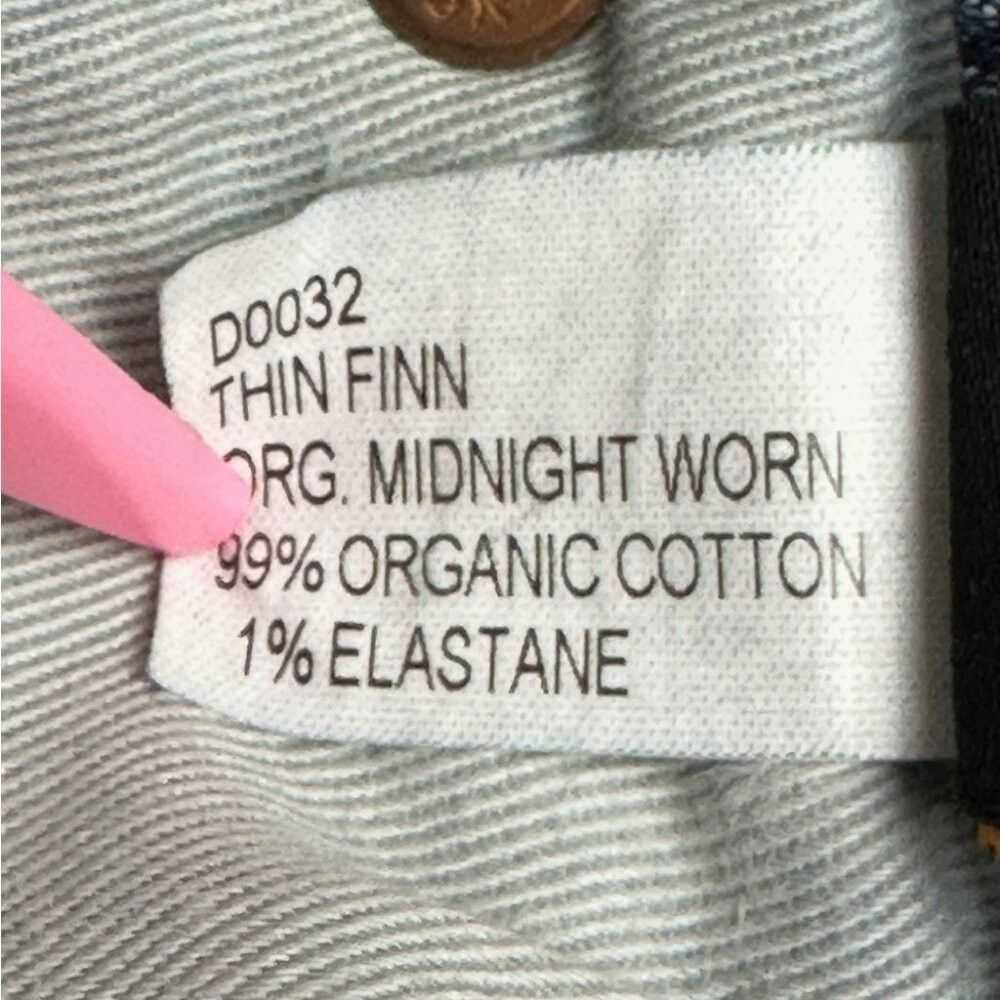 D0032
THIN FINN
ORG. MIDNIGHT WORN
99% ORGANIC COTTON
1% ELASTANE